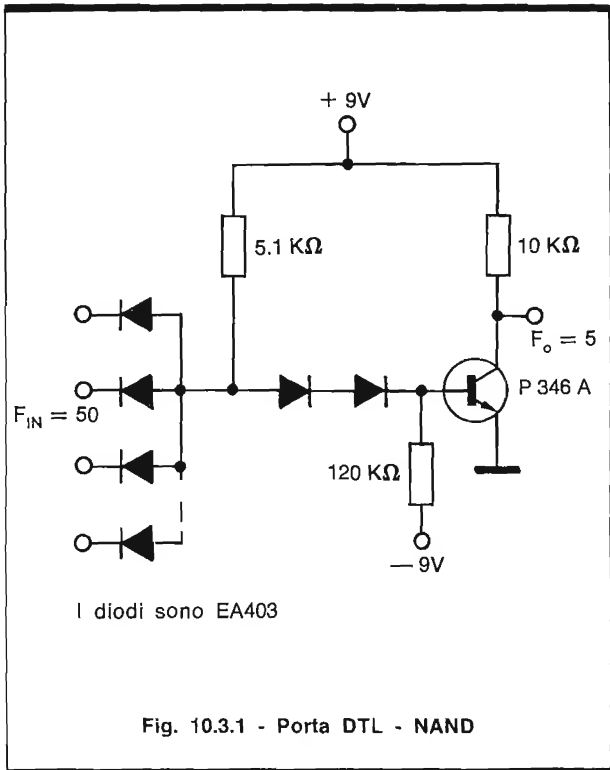 + 9V
5.1 KΩ
10 KΩ
F₀ = 5
P 346 A
F_IN = 50
120 KΩ
— 9V
I diodi sono EA403
Fig. 10.3.1 - Porta DTL - NAND